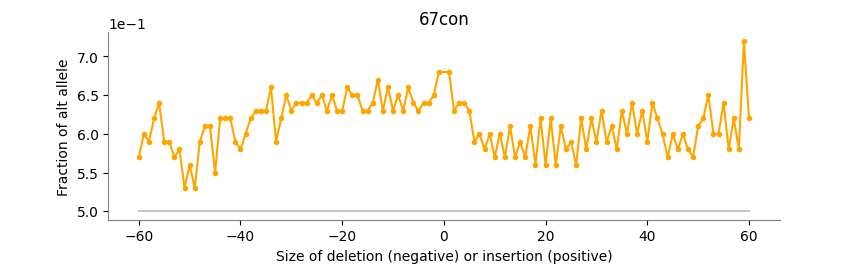 67con
1e−1
7.0
6.5
6.0
5.5
5.0
Fraction of alt allele
−60 −40 −20 0 20 40 60
Size of deletion (negative) or insertion (positive)